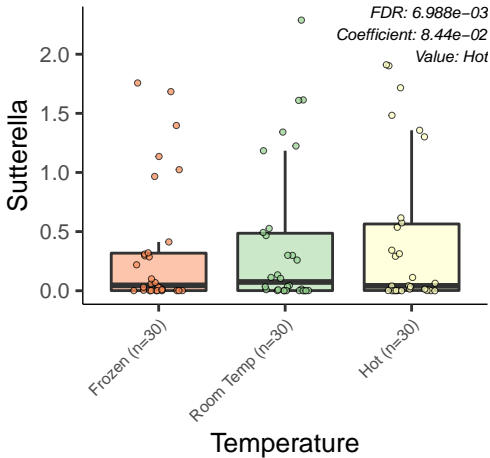 FDR: 6.988e−03
Coefficient: 8.44e−02
Value: Hot
Sutterella
2.0
1.5
1.0
0.5
0.0
Frozen (n=30)
Room Temp (n=30)
Hot (n=30)
Temperature